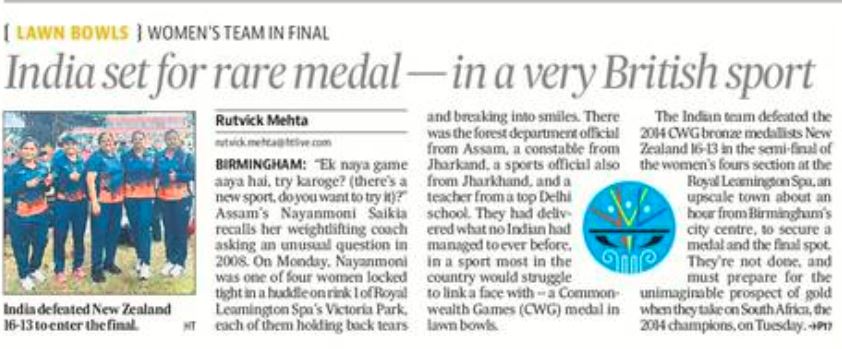 [ LAWN BOWLS ] WOMEN'S TEAM IN FINAL
India set for rare medal — in a very British sport
India defeated New Zealand
16-13 to enter the final. HT
Rutvick Mehta
rutvick.mehta@htlive.com
BIRMINGHAM: "Ek naya game
aaya hai, try karoge? (there's a
new sport, do you want to try it)?"
Assam's Nayanmoni Saikia
recalls her weightlifting coach
asking an unusual question in
2008. On Monday, Nayanmoni
was one of four women locked
tight in a huddle on rink 1 of Royal
Leamington Spa's Victoria Park,
each of them holding back tears
and breaking into smiles. There
was the forest department official
from Assam, a constable from
Jharkand, a sports official also
from Jharkhand, and a
teacher from a top Delhi
school. They had deliv-
ered what no Indian had
managed to ever before,
in a sport most in the
country would struggle
to link a face with – a Common-
wealth Games (CWG) medal in
lawn bowls.
The Indian team defeated the
2014 CWG bronze medallists New
Zealand 16-13 in the semi-final of
the women's fours section at the
Royal Leamington Spa, an
upscale town about an
hour from Birmingham's
city centre, to secure a
medal and the final spot.
They're not done, and
must prepare for the
unimaginable prospect of gold
when they take on South Africa, the
2014 champions, on Tuesday. →P17